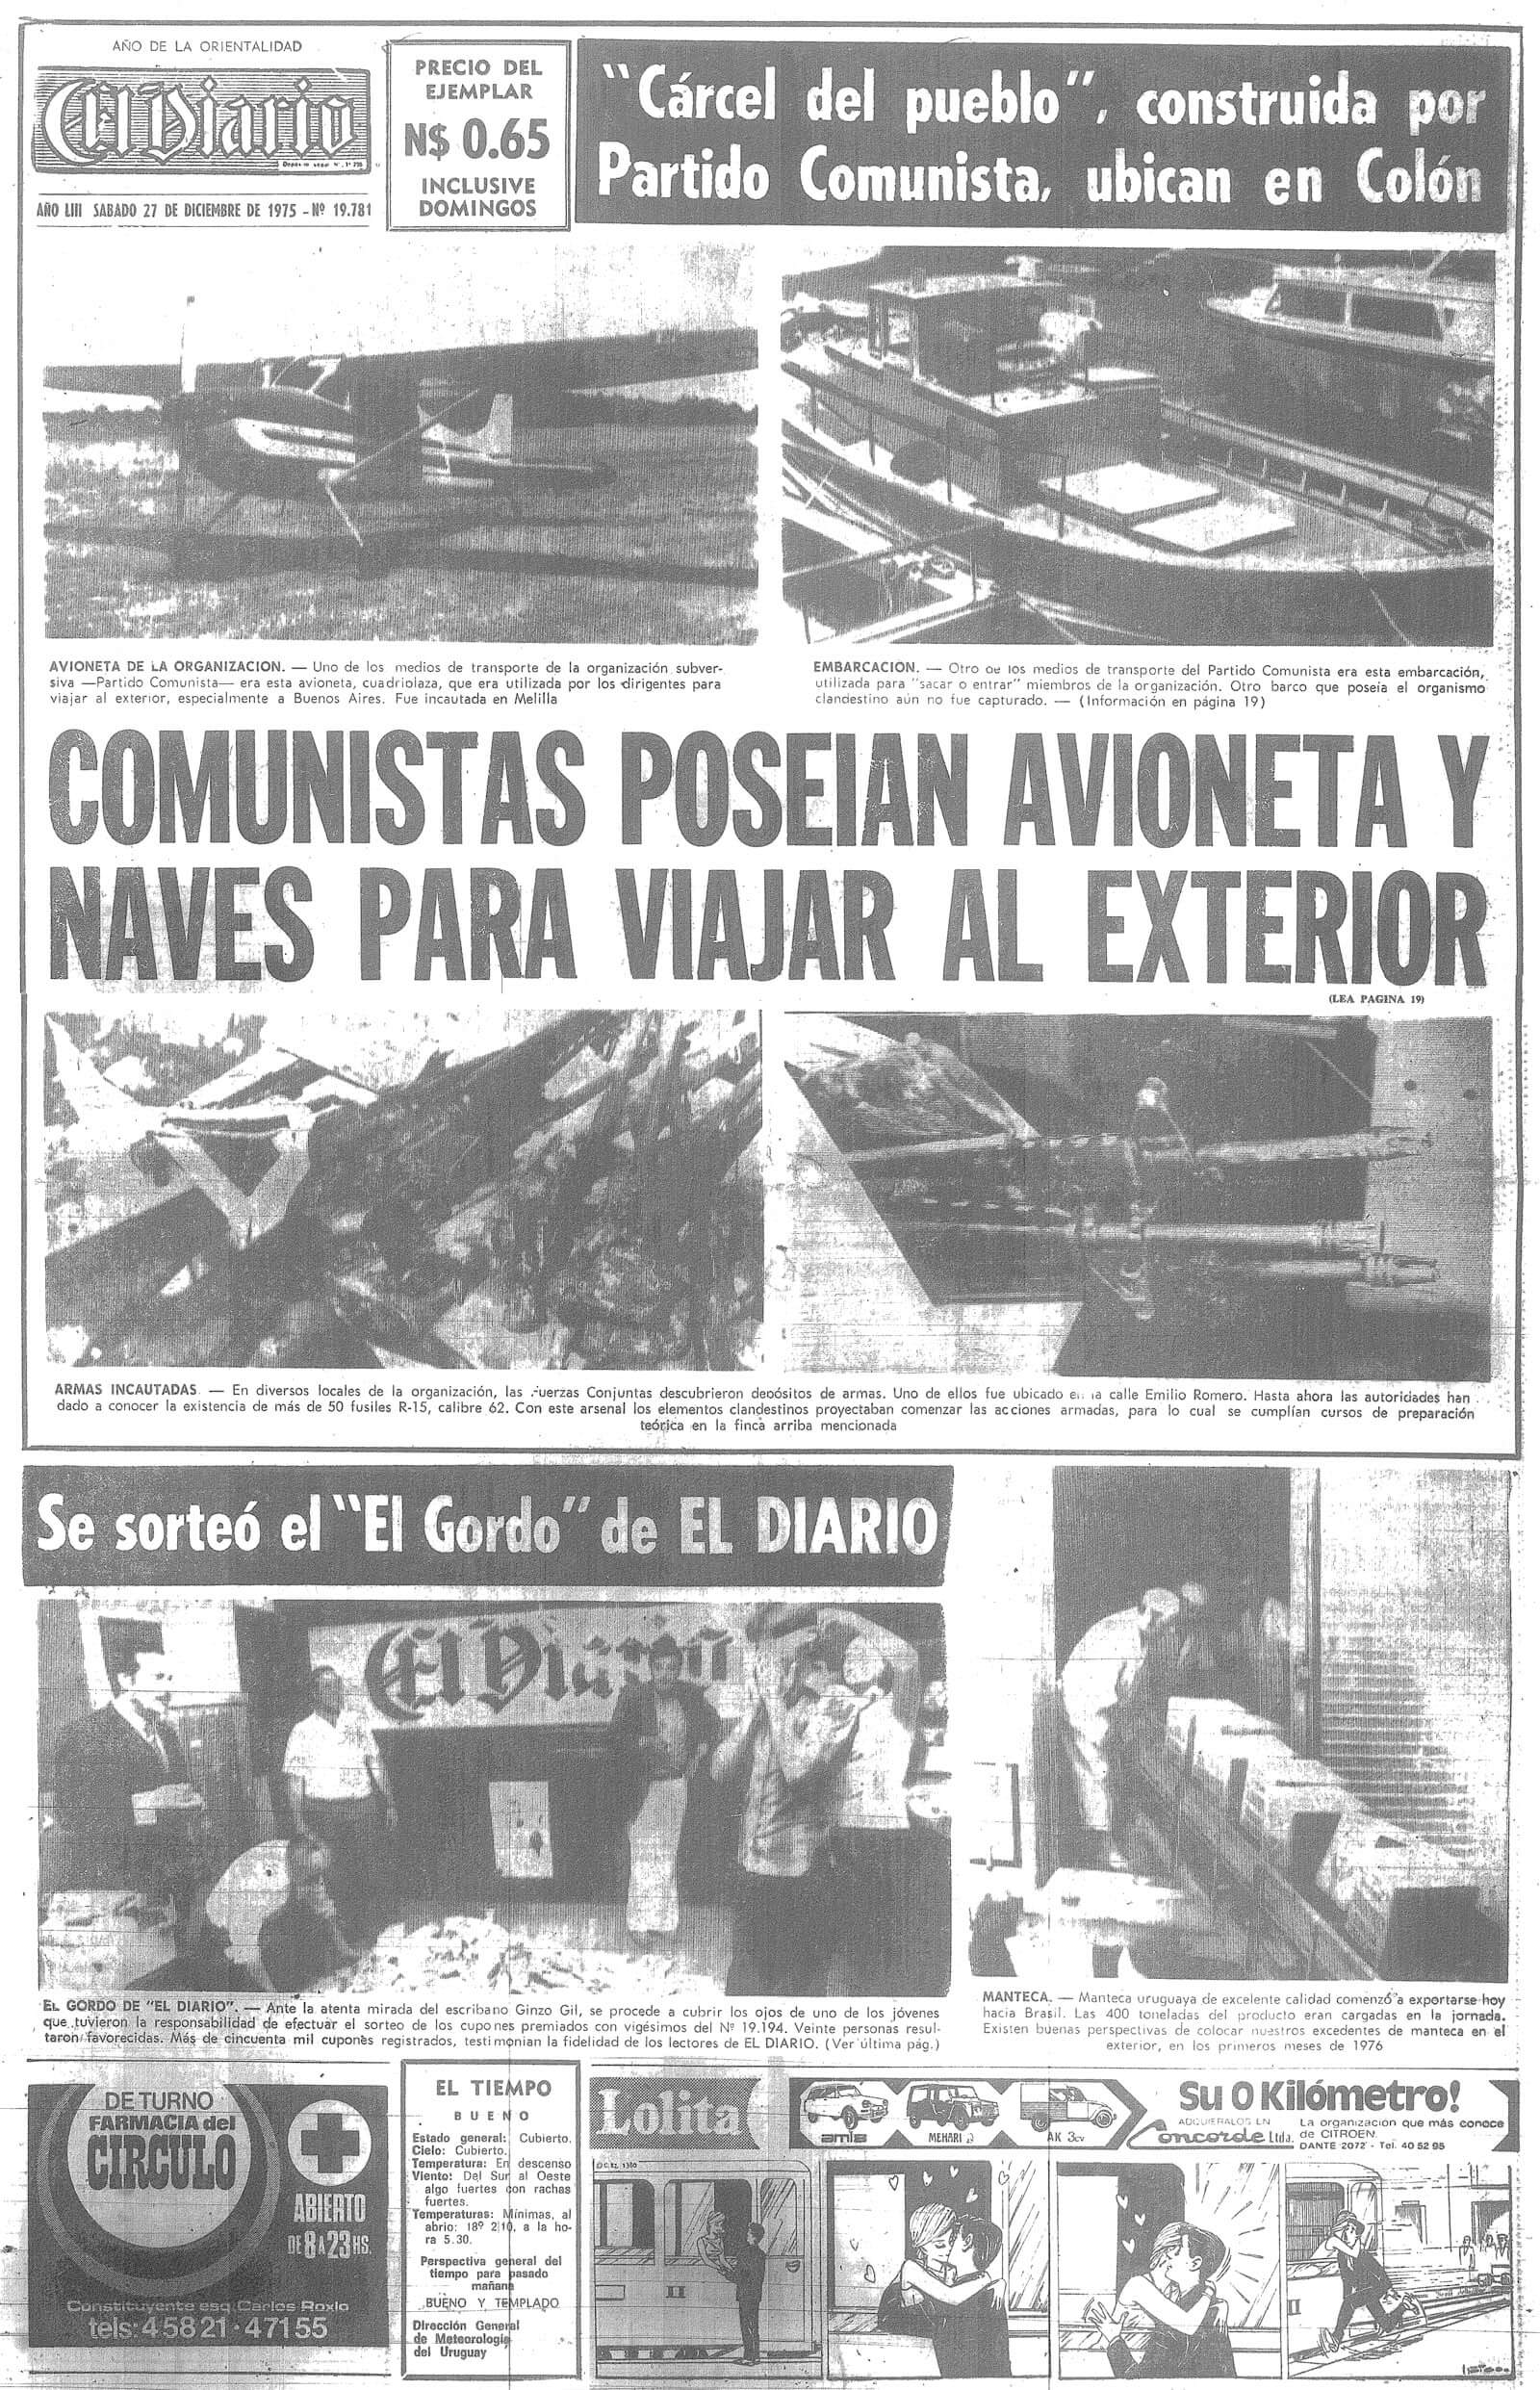 AÑO DE LA ORIENTALIDAD
El Diario
AÑO LIII SABADO 27 DE DICIEMBRE DE 1975 - Nº 19.781
PRECIO DEL
EJEMPLAR
N$ 0.65
INCLUSIVE
DOMINGOS
"Cárcel del pueblo", construida por
Partido Comunista, ubican en Colón
AVIONETA DE LA ORGANIZACION. — Uno de los medios de transporte de la organización subver-
siva —Partido Comunista— era esta avioneta, cuadriolaza, que era utilizada por los dirigentes para
viajar al exterior, especialmente a Buenos Aires. Fue incautada en Melilla
EMBARCACION. — Otro de los medios de transporte del Partido Comunista era esta embarcación,
utilizada para "sacar o entrar" miembros de la organización. Otro barco que poseía el organismo
clandestino aún no fue capturado. — (Información en página 19)
COMUNISTAS POSEIAN AVIONETA Y
NAVES PARA VIAJAR AL EXTERIOR
(LEA PAGINA 19)
ARMAS INCAUTADAS. — En diversos locales de la organización, las Fuerzas Conjuntas descubrieron depósitos de armas. Uno de ellos fue ubicado en la calle Emilio Romero. Hasta ahora las autoridades han
dado a conocer la existencia de más de 50 fusiles R-15, calibre 62. Con este arsenal los elementos clandestinos proyectaban comenzar las acciones armadas, para lo cual se cumplían cursos de preparación
teórica en la finca arriba mencionada
Se sorteó el "El Gordo" de EL DIARIO
El Diario
EL GORDO DE "EL DIARIO". — Ante la atenta mirada del escribano Ginzo Gil, se procede a cubrir los ojos de uno de los jóvenes
que tuvieron la responsabilidad de efectuar el sorteo de los cupones premiados con vigésimos del Nº 19.194. Veinte personas resul-
taron favorecidas. Más de cincuenta mil cupones registrados, testimonian la fidelidad de los lectores de EL DIARIO. (Ver última pág.)
MANTECA. — Manteca uruguaya de excelente calidad comenzó a exportarse hoy
hacia Brasil. Las 400 toneladas del producto eran cargadas en la jornada.
Existen buenas perspectivas de colocar nuestros excedentes de manteca en el
exterior, en los primeros meses de 1976
DE TURNO
FARMACIA del
CIRCULO
ABIERTO
DE 8 A 23 HS.
Constituyente esq. Carlos Roxlo
tels: 4 58 21 - 4 71 55
EL TIEMPO
BUENO
Estado general: Cubierto.
Cielo: Cubierto.
Temperatura: En descenso
Viento: Del Sur al Oeste
algo fuertes con rachas
fuertes.
Temperaturas: Mínimas, al
abrio: 18º 2|10, a la ho-
ra 5.30.
Perspectiva general del
tiempo para pasado
mañana
BUENO Y TEMPLADO
Dirección General
de Meteorología
del Uruguay
Lolita
amiа
MEHARI
AK 3cv
Su 0 Kilómetro!
ADQUIERALOS EN
Concorde Ltda.
La organización que más conoce
de CITROEN.
DANTE 2072 - Tel. 40 52 95
II
II